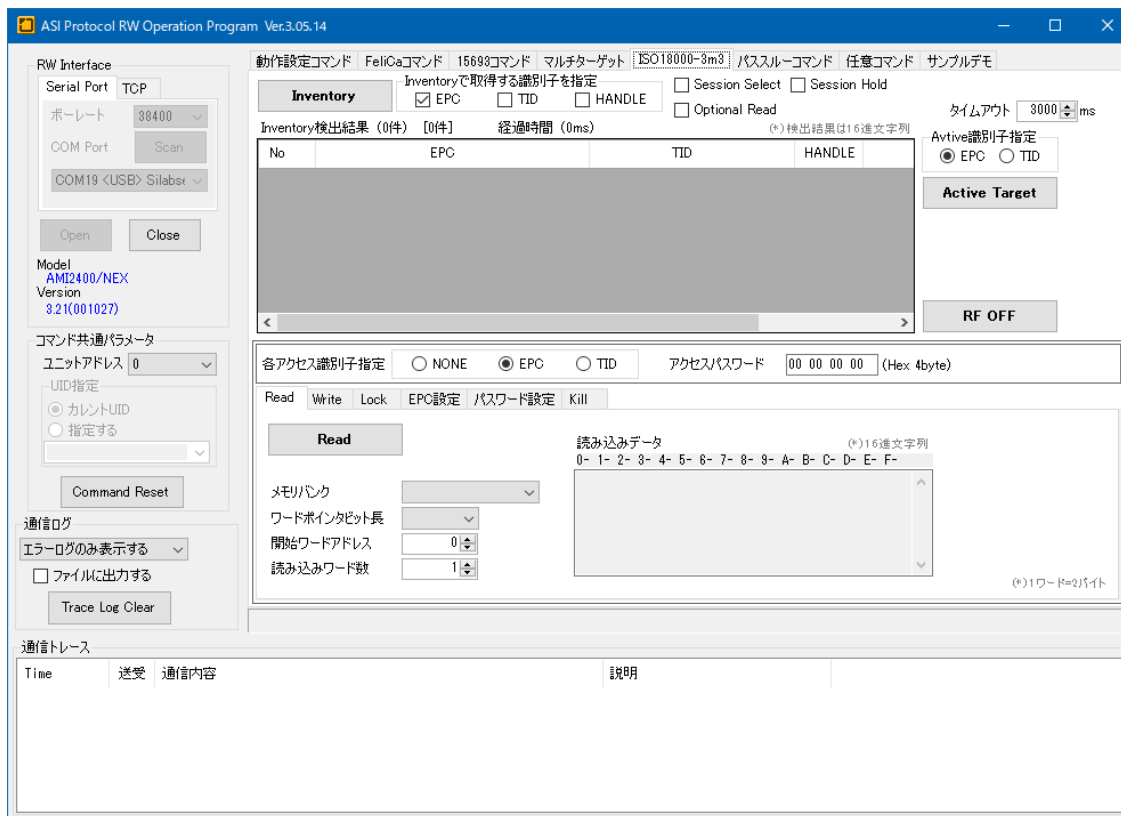 ASI Protocol RW Operation Program Ver.3.05.14
RW Interface
Serial Port TCP
ボーレート 38400
COM Port Scan
COM19 <USB> Silabse
Open Close
Model
AMI2400/NEX
Version
3.21(001027)
コマンド共通パラメータ
ユニットアドレス 0
UID指定
カレントUID
指定する
Command Reset
通信ログ
エラーログのみ表示する
ファイルに出力する
Trace Log Clear
動作設定コマンド FeliCaコマンド 15693コマンド マルチターゲット ISO18000-3m3 パススルーコマンド 任意コマンド サンプルデモ
Inventory
Inventoryで取得する識別子を指定
EPC TID HANDLE
Session Select Session Hold
Optional Read
タイムアウト 3000 ms
Inventory検出結果 (0件) [0件] 経過時間 (0ms) (*)検出結果は16進文字列
No EPC TID HANDLE
Avtive識別子指定
EPC TID
Active Target
RF OFF
各アクセス識別子指定 NONE EPC TID アクセスパスワード 00 00 00 00 (Hex 4byte)
Read Write Lock EPC設定 パスワード設定 Kill
Read
メモリバンク
ワードポインタビット長
開始ワードアドレス 0
読み込みワード数 1
読み込みデータ (*)16進文字列
0- 1- 2- 3- 4- 5- 6- 7- 8- 9- A- B- C- D- E- F-
(*)1ワード=2バイト
通信トレース
Time 送受 通信内容 説明